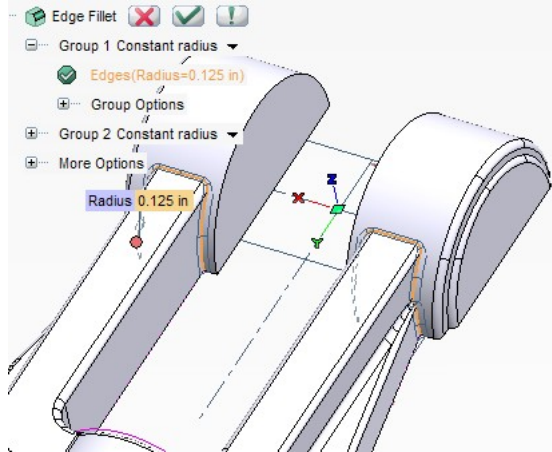 Edge Fillet
Group 1 Constant radius
Edges(Radius=0.125 in)
Group Options
Group 2 Constant radius
More Options
Radius 0.125 in
Z
X
Y